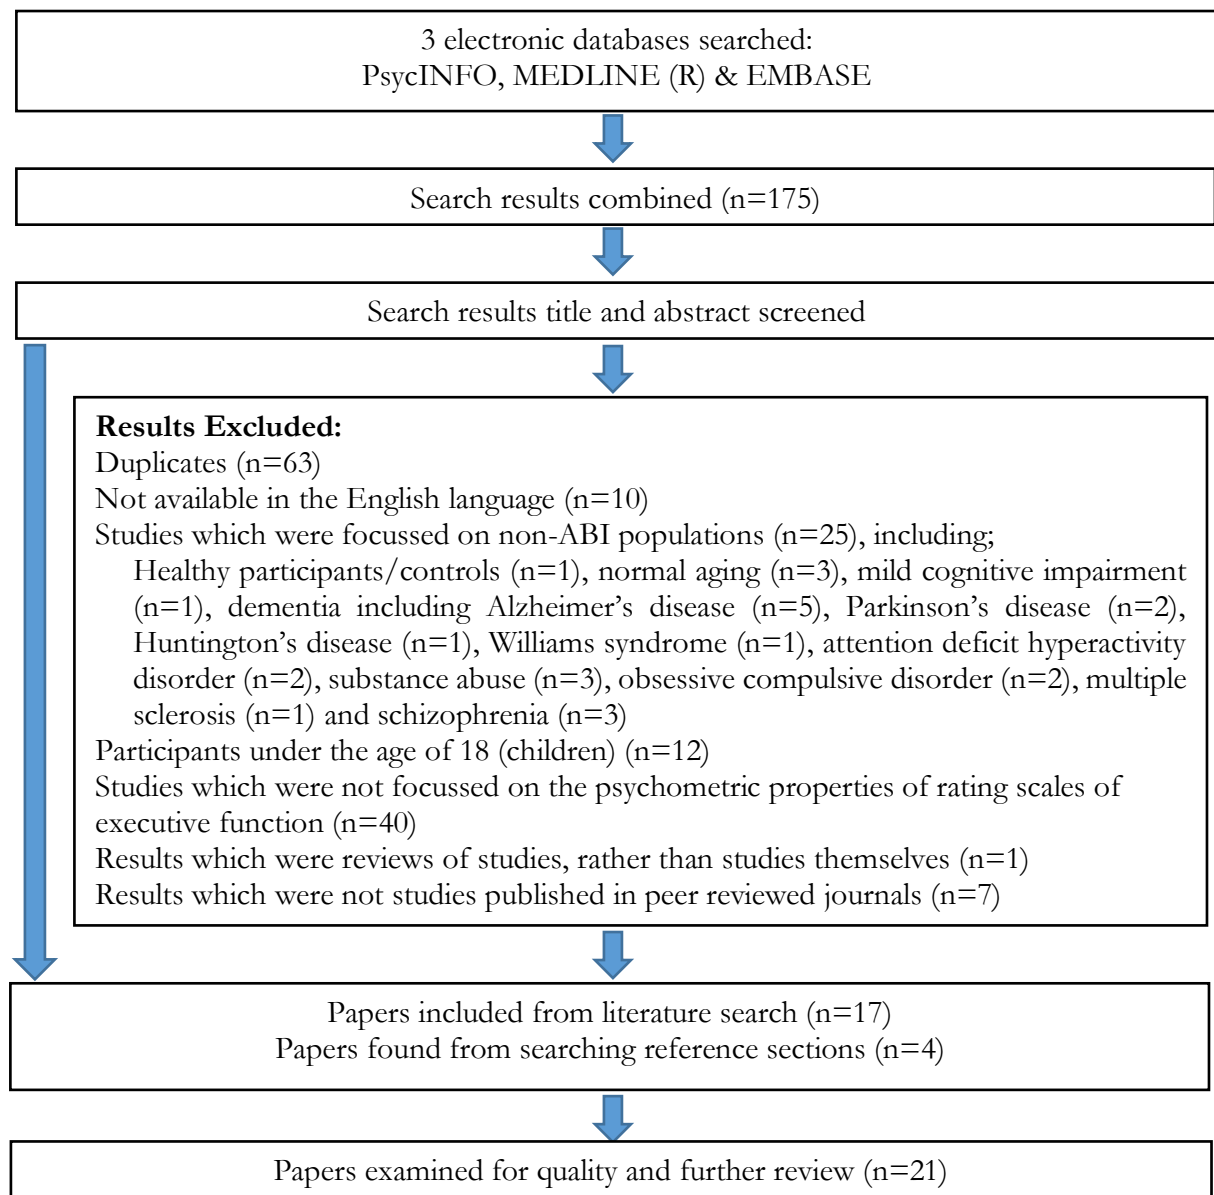 3 electronic databases searched:
PsycINFO, MEDLINE (R) & EMBASE
Search results combined (n=175)
Search results title and abstract screened
Results Excluded:
Duplicates (n=63)
Not available in the English language (n=10)
Studies which were focussed on non-ABI populations (n=25), including;
Healthy participants/controls (n=1), normal aging (n=3), mild cognitive impairment
(n=1), dementia including Alzheimer’s disease (n=5), Parkinson’s disease (n=2),
Huntington’s disease (n=1), Williams syndrome (n=1), attention deficit hyperactivity
disorder (n=2), substance abuse (n=3), obsessive compulsive disorder (n=2), multiple
sclerosis (n=1) and schizophrenia (n=3)
Participants under the age of 18 (children) (n=12)
Studies which were not focussed on the psychometric properties of rating scales of
executive function (n=40)
Results which were reviews of studies, rather than studies themselves (n=1)
Results which were not studies published in peer reviewed journals (n=7)
Papers included from literature search (n=17)
Papers found from searching reference sections (n=4)
Papers examined for quality and further review (n=21)